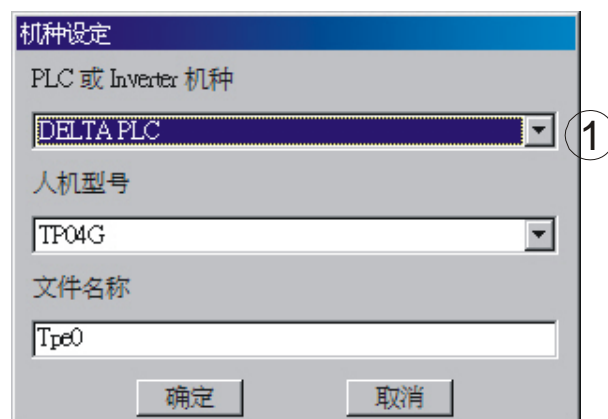 机种设定
PLC 或 Inverter 机种
DELTA PLC
1
人机型号
TP04G
文件名称
Tpe0
确定 取消